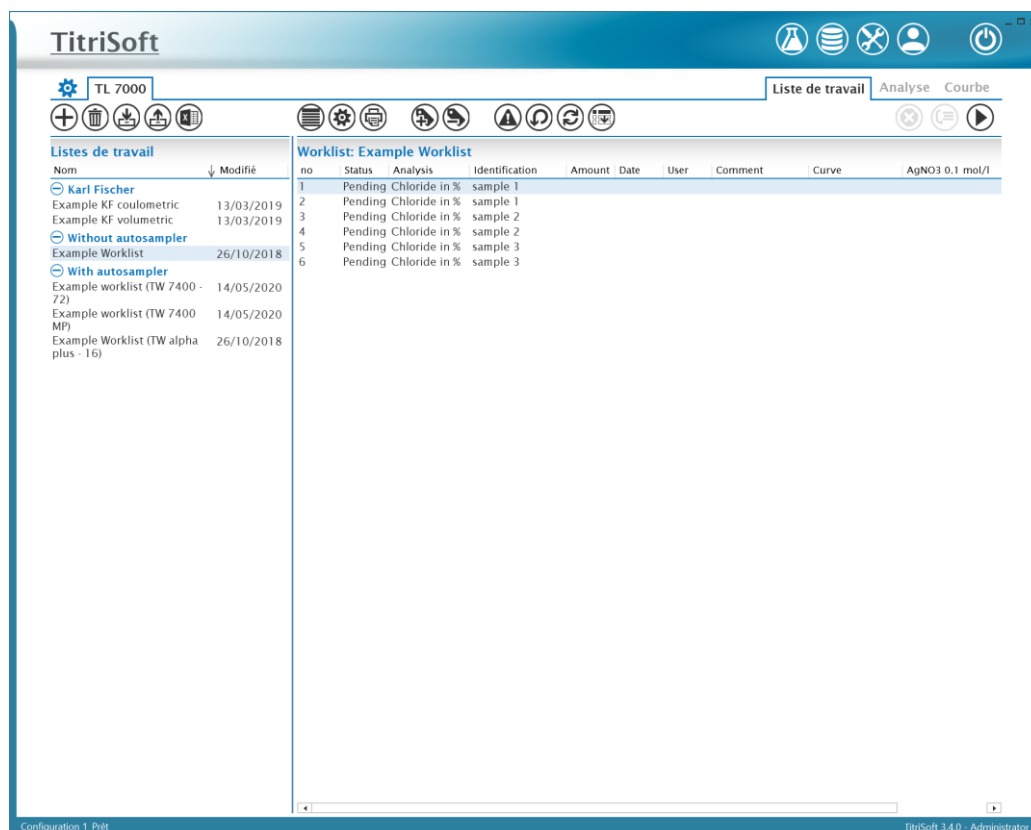 TitriSoft
TL 7000
Liste de travail Analyse Courbe
Listes de travail
Nom Modifié
Karl Fischer
Example KF coulometric 13/03/2019
Example KF volumetric 13/03/2019
Without autosampler
Example Worklist 26/10/2018
With autosampler
Example worklist (TW 7400 - 14/05/2020
72)
Example worklist (TW 7400 14/05/2020
MP)
Example Worklist (TW alpha 26/10/2018
plus - 16)
Worklist: Example Worklist
no Status Analysis Identification Amount Date User Comment Curve AgNO3 0.1 mol/l
1 Pending Chloride in % sample 1
2 Pending Chloride in % sample 1
3 Pending Chloride in % sample 2
4 Pending Chloride in % sample 2
5 Pending Chloride in % sample 3
6 Pending Chloride in % sample 3
Configuration 1 Prêt
TitriSoft 3.4.0 - Administrator